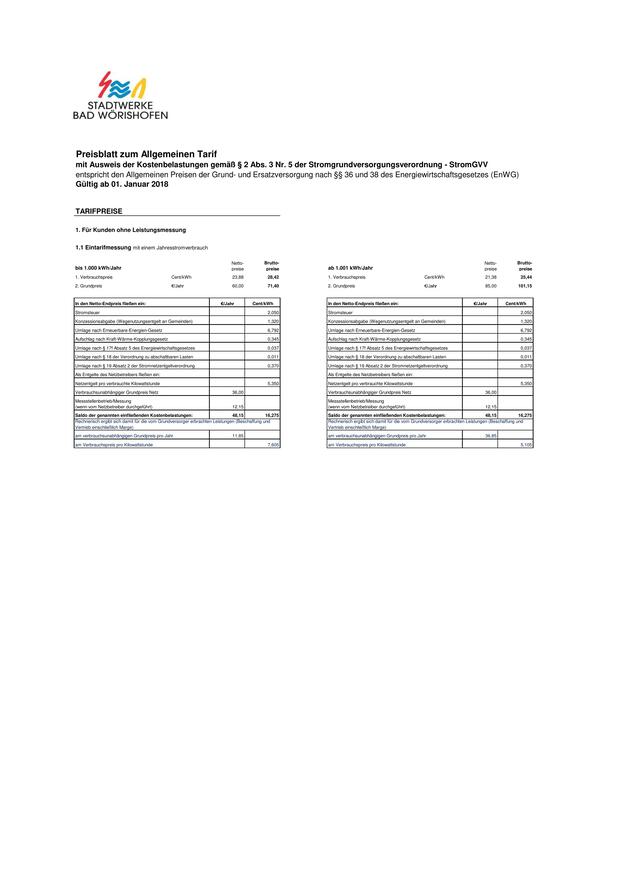 STADTWERKE
BAD WÖRISHOFEN
Preisblatt zum Allgemeinen Tarif
mit Ausweis der Kostenbelastungen gemäß § 2 Abs. 3 Nr. 5 der Stromgrundversorgungsverordnung - StromGVV
entspricht den Allgemeinen Preisen der Grund- und Ersatzversorgung nach §§ 36 und 38 des Energiewirtschaftsgesetzes (EnWG)
Gültig ab 01. Januar 2018
TARIFPREISE
1. Für Kunden ohne Leistungsmessung
1.1 Eintarifmessung mit einem Jahresstromverbrauch
bis 1.000 kWh/Jahr Netto-preise Brutto-preise
1. Verbrauchspreis Cent/kWh 23,88 28,42
2. Grundpreis €/Jahr 60,00 71,40
In den Netto-Endpreis fließen ein: €/Jahr Cent/kWh
Stromsteuer 2,050
Konzessionsabgabe (Wegenutzungsentgelt an Gemeinden) 1,320
Umlage nach Erneuerbare-Energien-Gesetz 6,792
Aufschlag nach Kraft-Wärme-Kopplungsgesetz 0,345
Umlage nach § 17f Absatz 5 des Energiewirtschaftsgesetzes 0,037
Umlage nach § 18 der Verordnung zu abschaltbaren Lasten 0,011
Umlage nach § 19 Absatz 2 der Stromnetzentgeltverordnung 0,370
Als Entgelte des Netzbetreibers fließen ein:
Netzentgelt pro verbrauchte Kilowattstunde 5,350
Verbrauchsunabhängiger Grundpreis Netz 36,00
Messstellenbetrieb/Messung
(wenn vom Netzbetreiber durchgeführt) 12,15
Saldo der genannten einfließenden Kostenbelastungen: 48,15 16,275
Rechnerisch ergibt sich damit für die vom Grundversorger erbrachten Leistungen (Beschaffung und
Vertrieb einschließlich Marge)
am verbrauchsunabhängigen Grundpreis pro Jahr 11,85
am Verbrauchspreis pro Kilowattstunde 7,605
ab 1.001 kWh/Jahr Netto-preise Brutto-preise
1. Verbrauchspreis Cent/kWh 21,38 25,44
2. Grundpreis €/Jahr 85,00 101,15
In den Netto-Endpreis fließen ein: €/Jahr Cent/kWh
Stromsteuer 2,050
Konzessionsabgabe (Wegenutzungsentgelt an Gemeinden) 1,320
Umlage nach Erneuerbare-Energien-Gesetz 6,792
Aufschlag nach Kraft-Wärme-Kopplungsgesetz 0,345
Umlage nach § 17f Absatz 5 des Energiewirtschaftsgesetzes 0,037
Umlage nach § 18 der Verordnung zu abschaltbaren Lasten 0,011
Umlage nach § 19 Absatz 2 der Stromnetzentgeltverordnung 0,370
Als Entgelte des Netzbetreibers fließen ein:
Netzentgelt pro verbrauchte Kilowattstunde 5,350
Verbrauchsunabhängiger Grundpreis Netz 36,00
Messstellenbetrieb/Messung
(wenn vom Netzbetreiber durchgeführt) 12,15
Saldo der genannten einfließenden Kostenbelastungen: 48,15 16,275
Rechnerisch ergibt sich damit für die vom Grundversorger erbrachten Leistungen (Beschaffung und
Vertrieb einschließlich Marge)
am verbrauchsunabhängigen Grundpreis pro Jahr 36,85
am Verbrauchspreis pro Kilowattstunde 5,105